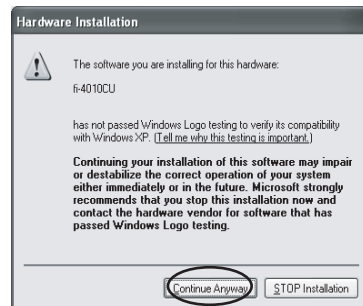 Hardware Installation
The software you are installing for this hardware:
fi-4010CU
has not passed Windows Logo testing to verify its compatibility
with Windows XP. (Tell me why this testing is important.)
Continuing your installation of this software may impair
or destabilize the correct operation of your system
either immediately or in the future. Microsoft strongly
recommends that you stop this installation now and
contact the hardware vendor for software that has
passed Windows Logo testing.
Continue Anyway STOP Installation